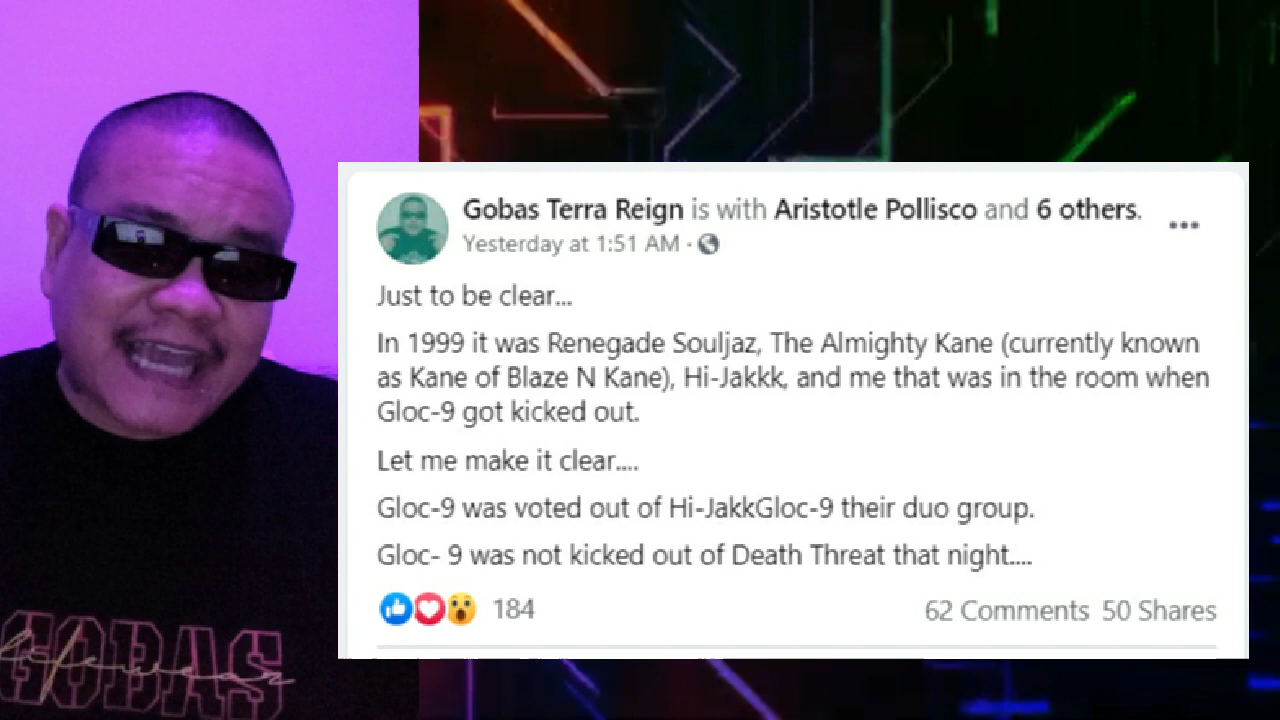 Gobas Terra Reign is with Aristotle Pollisco and 6 others.
Yesterday at 1:51 AM ·
Just to be clear...
In 1999 it was Renegade Souljaz, The Almighty Kane (currently known
as Kane of Blaze N Kane), Hi-Jakkk, and me that was in the room when
Gloc-9 got kicked out.
Let me make it clear....
Gloc-9 was voted out of Hi-JakkGloc-9 their duo group.
Gloc- 9 was not kicked out of Death Threat that night....
184
62 Comments 50 Shares
GOBAS
lifewear